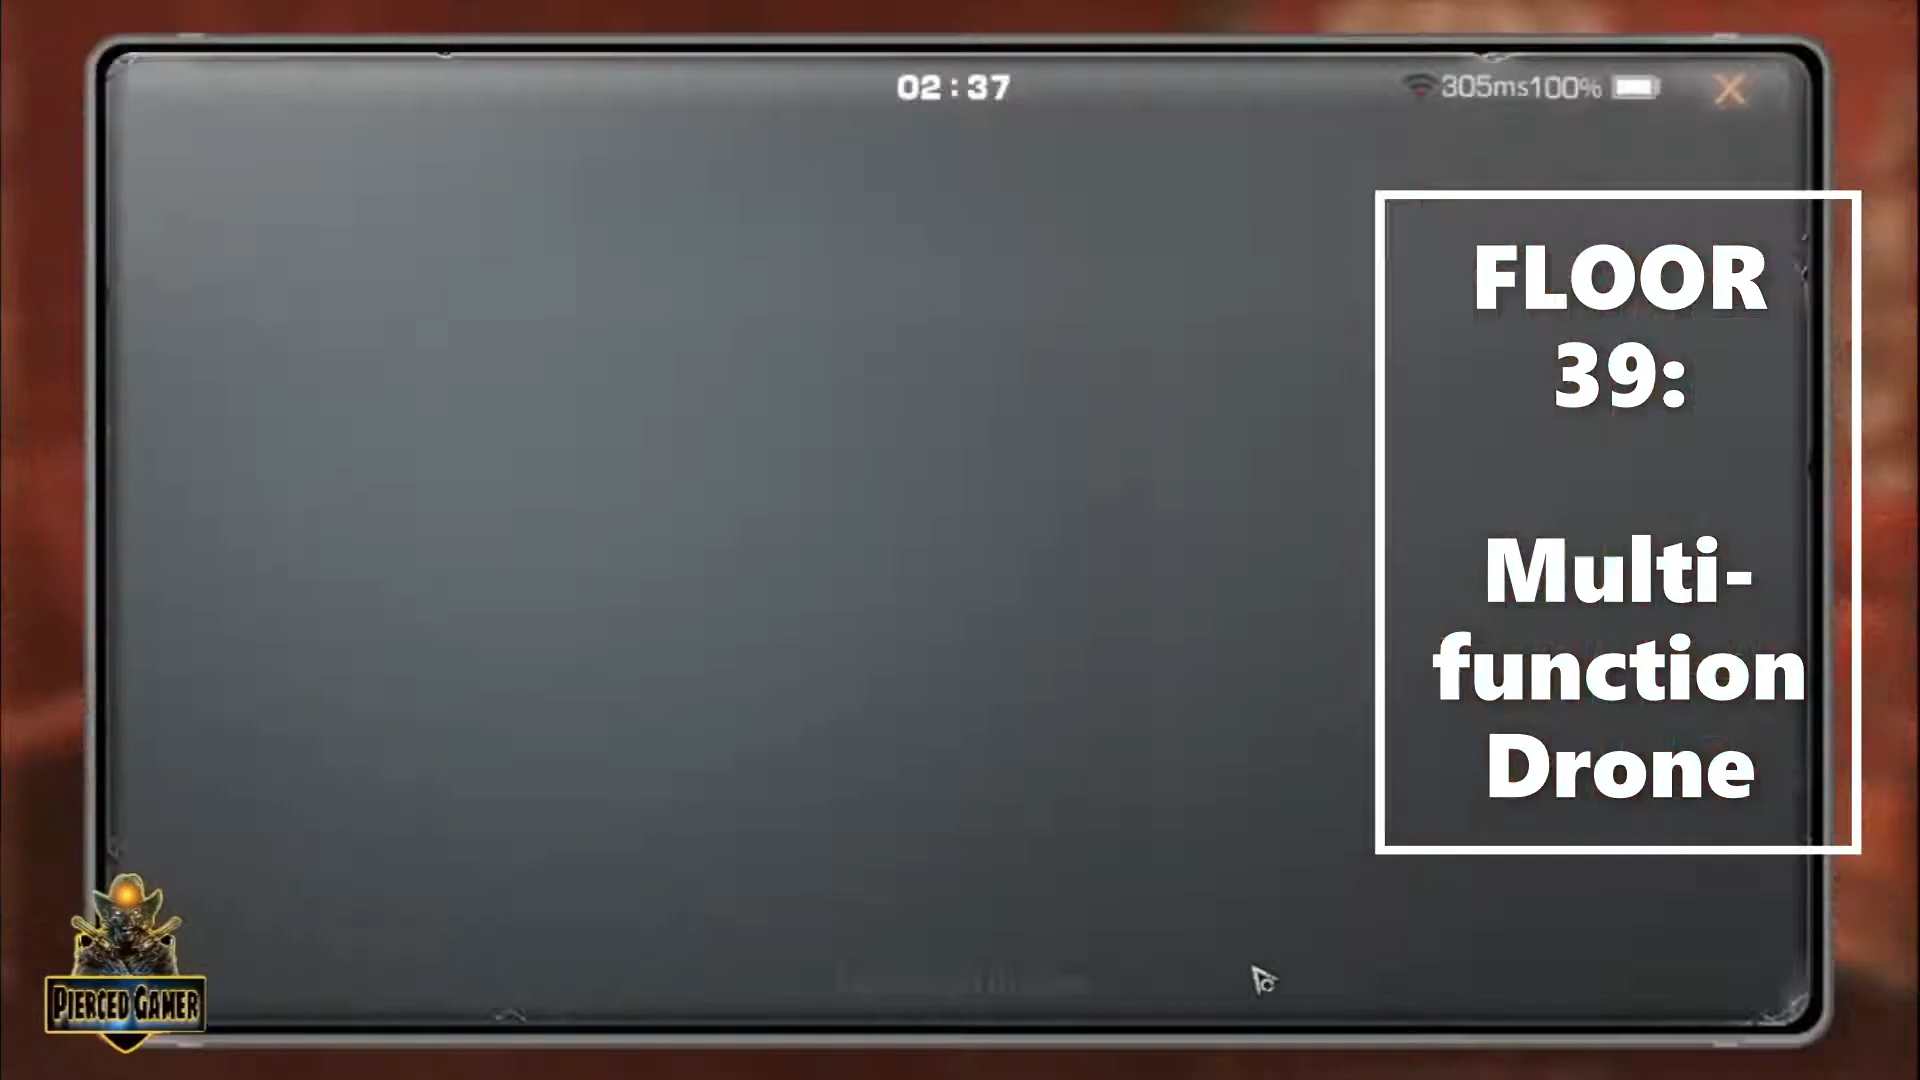 02 : 37
305ms100%
FLOOR
39:
Multi-
function
Drone
PIERCED GAMER